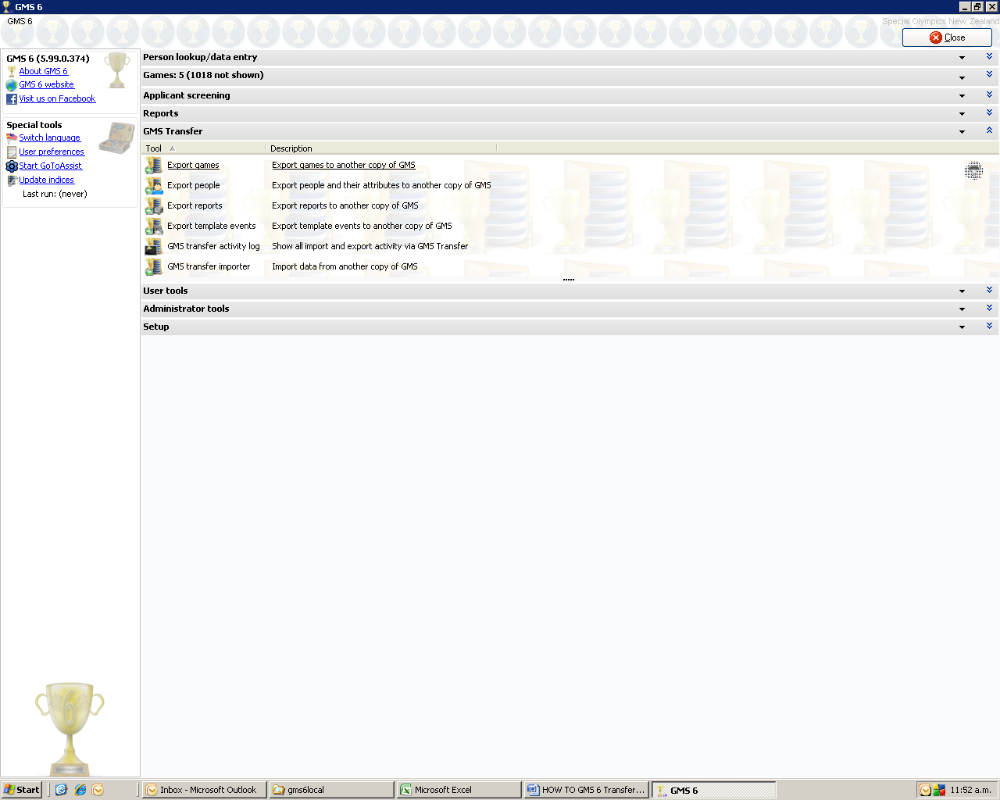 GMS 6
GMS 6
Special Olympics New Zealand
Close
GMS 6 (5.99.0.374)
About GMS 6
GMS 6 website
Visit us on Facebook
Special tools
Switch language
User preferences
Start GoToAssist
Update indices
Last run: (never)
Person lookup/data entry
Games: 5 (1018 not shown)
Applicant screening
Reports
GMS Transfer
Tool Description
Export games Export games to another copy of GMS
Export people Export people and their attributes to another copy of GMS
Export reports Export reports to another copy of GMS
Export template events Export template events to another copy of GMS
GMS transfer activity log Show all import and export activity via GMS Transfer
GMS transfer importer Import data from another copy of GMS
User tools
Administrator tools
Setup
6
Start Inbox - Microsoft Outlook gms6local Microsoft Excel HOW TO GMS 6 Transfer... GMS 6 11:52 a.m.